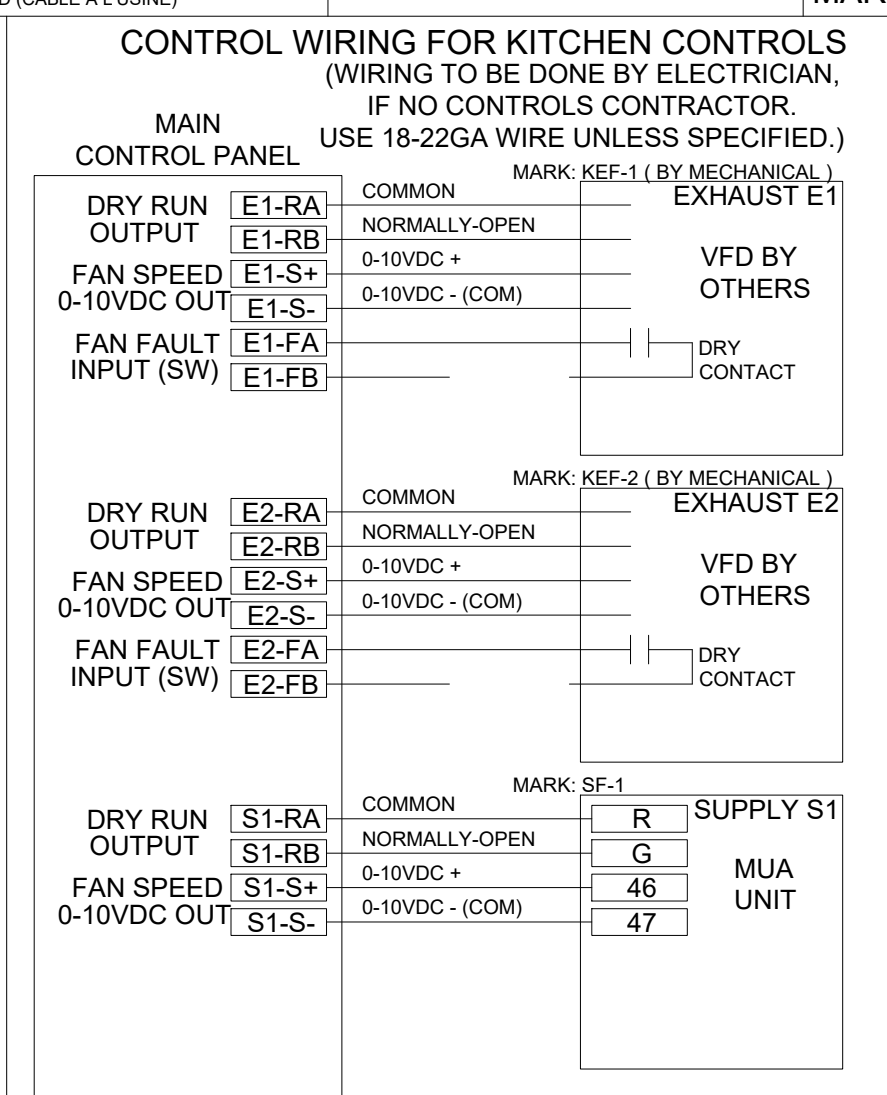 CONTROL WIRING FOR KITCHEN CONTROLS
(WIRING TO BE DONE BY ELECTRICIAN,
IF NO CONTROLS CONTRACTOR.
USE 18-22GA WIRE UNLESS SPECIFIED.)
MAIN
CONTROL PANEL
MARK: KEF-1 ( BY MECHANICAL )
EXHAUST E1
VFD BY
OTHERS
DRY RUN
OUTPUT
E1-RA
COMMON
E1-RB
NORMALLY-OPEN
FAN SPEED
0-10VDC OUT
E1-S+
0-10VDC +
E1-S-
0-10VDC - (COM)
FAN FAULT
INPUT (SW)
E1-FA
E1-FB
DRY
CONTACT
MARK: KEF-2 ( BY MECHANICAL )
EXHAUST E2
VFD BY
OTHERS
DRY RUN
OUTPUT
E2-RA
COMMON
E2-RB
NORMALLY-OPEN
FAN SPEED
0-10VDC OUT
E2-S+
0-10VDC +
E2-S-
0-10VDC - (COM)
FAN FAULT
INPUT (SW)
E2-FA
E2-FB
DRY
CONTACT
MARK: SF-1
SUPPLY S1
MUA
UNIT
DRY RUN
OUTPUT
S1-RA
COMMON
R
S1-RB
NORMALLY-OPEN
G
FAN SPEED
0-10VDC OUT
S1-S+
0-10VDC +
46
S1-S-
0-10VDC - (COM)
47